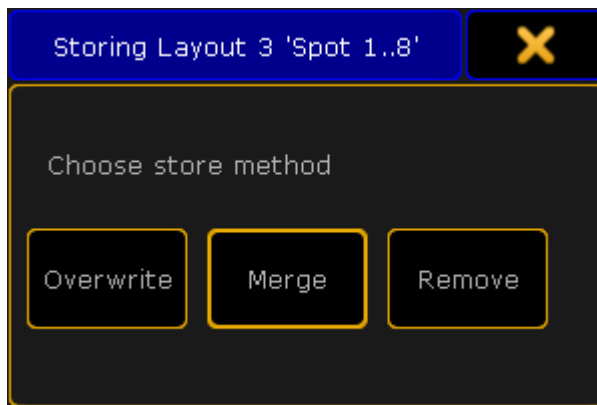 Storing Layout 3 'Spot 1..8'
Choose store method
Overwrite Merge Remove